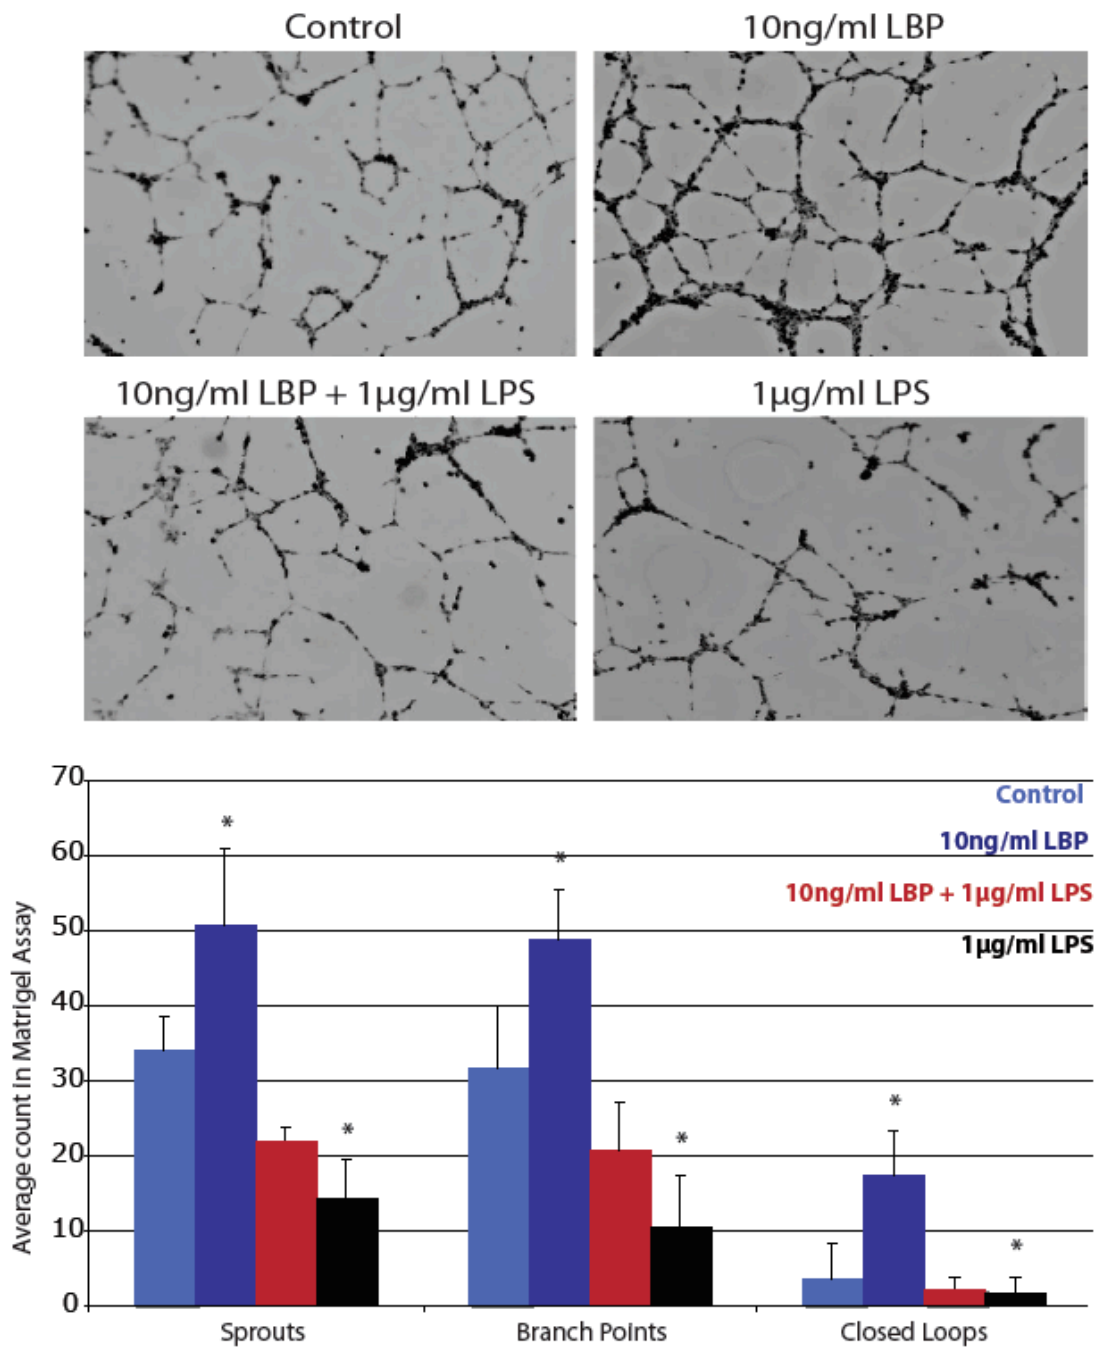 Control
10ng/ml LBP
10ng/ml LBP + 1µg/ml LPS
1µg/ml LPS
70
60
50
40
30
20
10
0
Average count in Matrigel Assay
Control
10ng/ml LBP
10ng/ml LBP + 1µg/ml LPS
1µg/ml LPS
*
*
*
*
*
*
Sprouts
Branch Points
Closed Loops